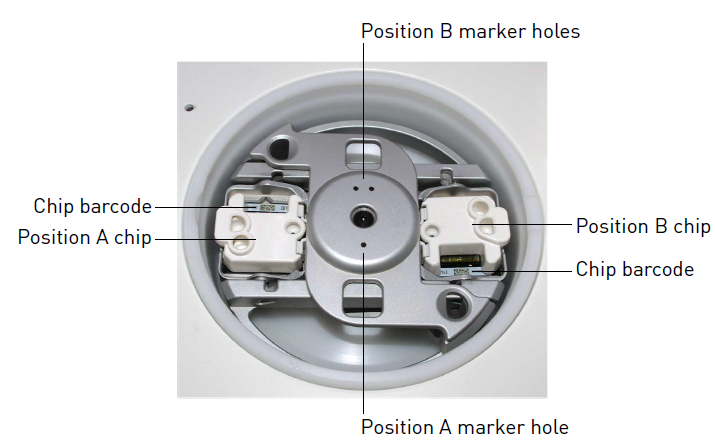 Position B marker holes
Chip barcode
Position A chip
Position B chip
Chip barcode
Position A marker hole